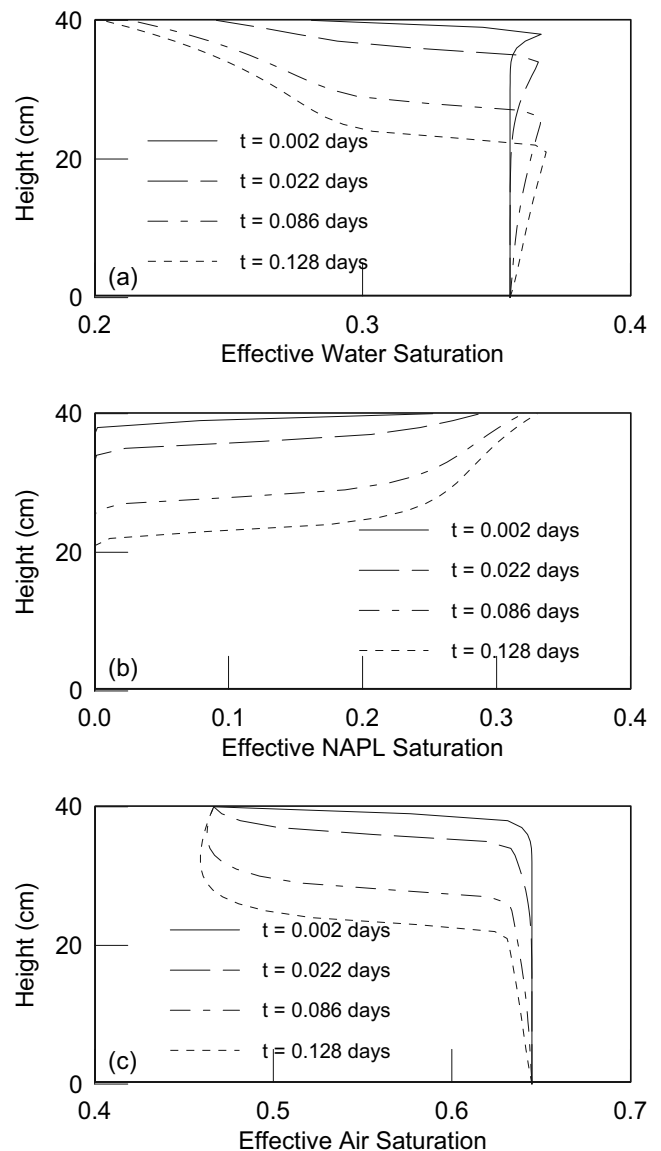 40
20
0
Height (cm)
t = 0.002 days
t = 0.022 days
t = 0.086 days
t = 0.128 days
(a)
0.2 0.3 0.4
Effective Water Saturation
40
20
0
Height (cm)
t = 0.002 days
t = 0.022 days
t = 0.086 days
t = 0.128 days
(b)
0.0 0.1 0.2 0.3 0.4
Effective NAPL Saturation
40
20
0
Height (cm)
t = 0.002 days
t = 0.022 days
t = 0.086 days
t = 0.128 days
(c)
0.4 0.5 0.6 0.7
Effective Air Saturation